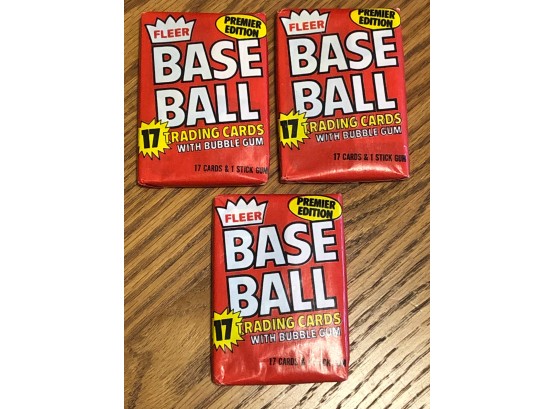 FLEER
PREMIER
EDITION
BASE
BALL
17 TRADING CARDS
WITH BUBBLE GUM
17 CARDS & 1 STICK GUM
FLEER
PREMIER
EDITION
BASE
BALL
17 TRADING CARDS
WITH BUBBLE GUM
17 CARDS & 1 STICK GUM
FLEER
PREMIER
EDITION
BASE
BALL
17 TRADING CARDS
WITH BUBBLE GUM
17 CARDS